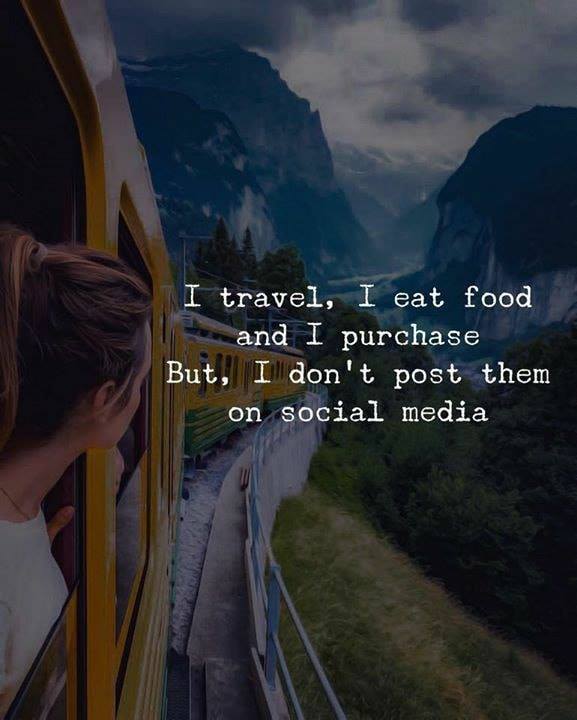 I travel, I eat food
and I purchase
But, I don't post them
on social media